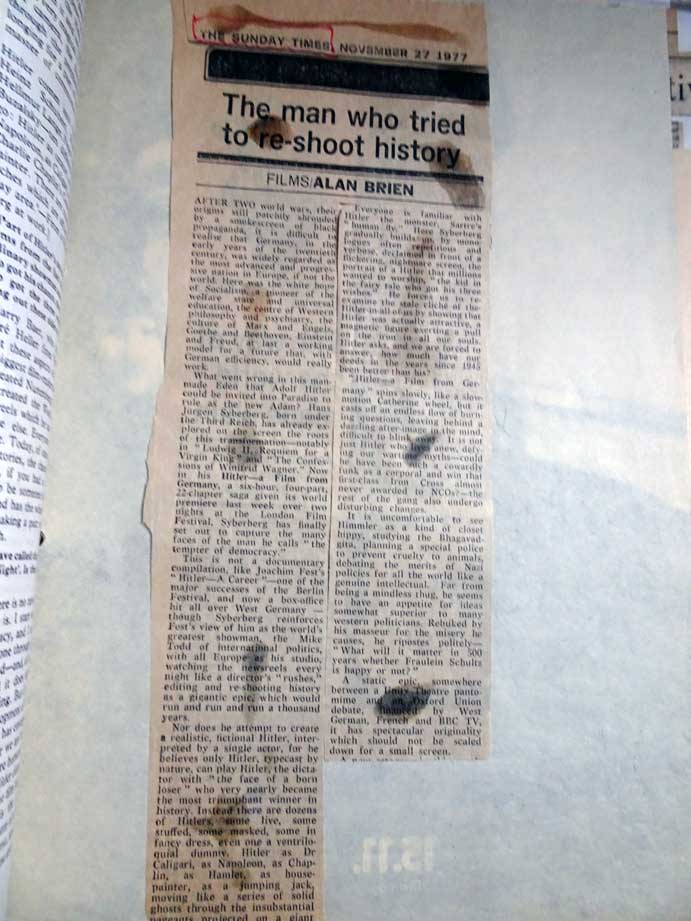 THE SUNDAY TIMES, NOVEMBER 27 1977
The man who tried
to re-shoot history
FILMS/ALAN BRIEN
AFTER TWO world wars, their
origins still patchily shrouded
by a smokescreen of black
propaganda, it is difficult to
realise that Germany, in the
early years of the twentieth
century, was widely regarded as
the most advanced and progres-
sive nation in Europe, if not the
world. Here was the white hope
of Socialism, a pioneer of the
welfare state and universal
education, the centre of Western
philosophy and psychiatry, the
culture of Marx and Engels,
Goethe and Beethoven, Einstein
and Freud, at last a working
model for a future that, with
German efficiency, would really
work.
What went wrong in this man-
made Eden that Adolf Hitler
could be invited into Paradise to
rule as the new Adam? Hans
Jürgen Syberberg, born under
the Third Reich, has already ex-
plored on the screen the roots
of this transformation—notably
in "Ludwig II, Requiem for a
Virgin King" and "The Confes-
sions of Winifred Wagner." Now
in his Hitler—a Film from
Germany, a six-hour, four-part,
22-chapter saga given its world
premiere last week over two
nights at the London Film
Festival, Syberberg has finally
set out to capture the many
faces of the man he calls "the
tempter of democracy."
This is not a documentary
compilation, like Joachim Fest's
"Hitler—A Career"—one of the
major successes of the Berlin
Festival, and now a box-office
hit all over West Germany —
though Syberberg reinforces
Fest's view of him as the world's
greatest showman, the Mike
Todd of international politics,
with all Europe as his studio,
watching the newsreels every
night like a director's "rushes,"
editing and re-shooting history
as a gigantic epic, which would
run and run and run a thousand
years.
Nor does he attempt to create
a realistic, fictional Hitler, inter-
preted by a single actor, for he
believes only Hitler, typecast by
nature, can play Hitler, the dicta-
tor with "the face of a born
loser" who very nearly became
the most triumphant winner in
history. Instead there are dozens
of Hitlers, some live, some
stuffed, some masked, some in
fancy dress, even one a ventrilo-
quial dummy, Hitler as Dr
Caligari, as Napoleon, as Chap-
lin, as Hamlet, as house-
painter, as a jumping jack,
moving like a series of solid
ghosts through the insubstantial
pageants projected on a giant
Everyone is familiar with
Hitler the monster, Sartre's
"human fly." Here Syberberg
gradually builds up, by mono-
logues often repetitious and
verbose, declaimed in front of a
flickering, nightmare screen, the
portrait of a Hitler that millions
wanted to worship, "the kid in
the fairy tale who has three
wishes." He forces us to re-
examine the stale cliché of the
Hitler-in-all-of-us by showing that
Hitler was actually attractive, a
magnetic figure exerting a pull
on the iron in all our souls.
Hitler asks, and we are forced to
answer, how much have our
deeds in the years since 1945
been better than his?
"Hitler—a Film from Ger-
many" spins slowly, like a slow
motion Catherine wheel, but it
casts off an endless flow of burn-
ing questions, leaving behind a
dazzling after-image in the mind,
difficult to blink away. It is not
just Hitler who anew, defy-
ing our wartime myths—could
he have been such a cowardly
funk as a corporal and win that
first-class Iron Cross almost
never awarded to NCOs?—the
rest of the gang also undergo
disturbing changes.
It is uncomfortable to see
Himmler as a kind of closet
hippy, studying the Bhagavad-
gita, planning a special police
to prevent cruelty to animals,
debating the merits of Nazi
policies for all the world like a
genuine intellectual. Far from
being a mindless thug, he seems
to have an appetite for ideas
somewhat superior to many
western politicians. Rebuked by
his masseur for the misery he
causes, he ripostes politely—
"What will it matter in 500
years whether Fraulein Schultz
is happy or not?"
A static epic, somewhere
between a Unity Theatre panto-
mime and an Oxford Union
debate, financed by West
German, French and BBC TV,
it has spectacular originality
which should not be scaled
down for a small screen.